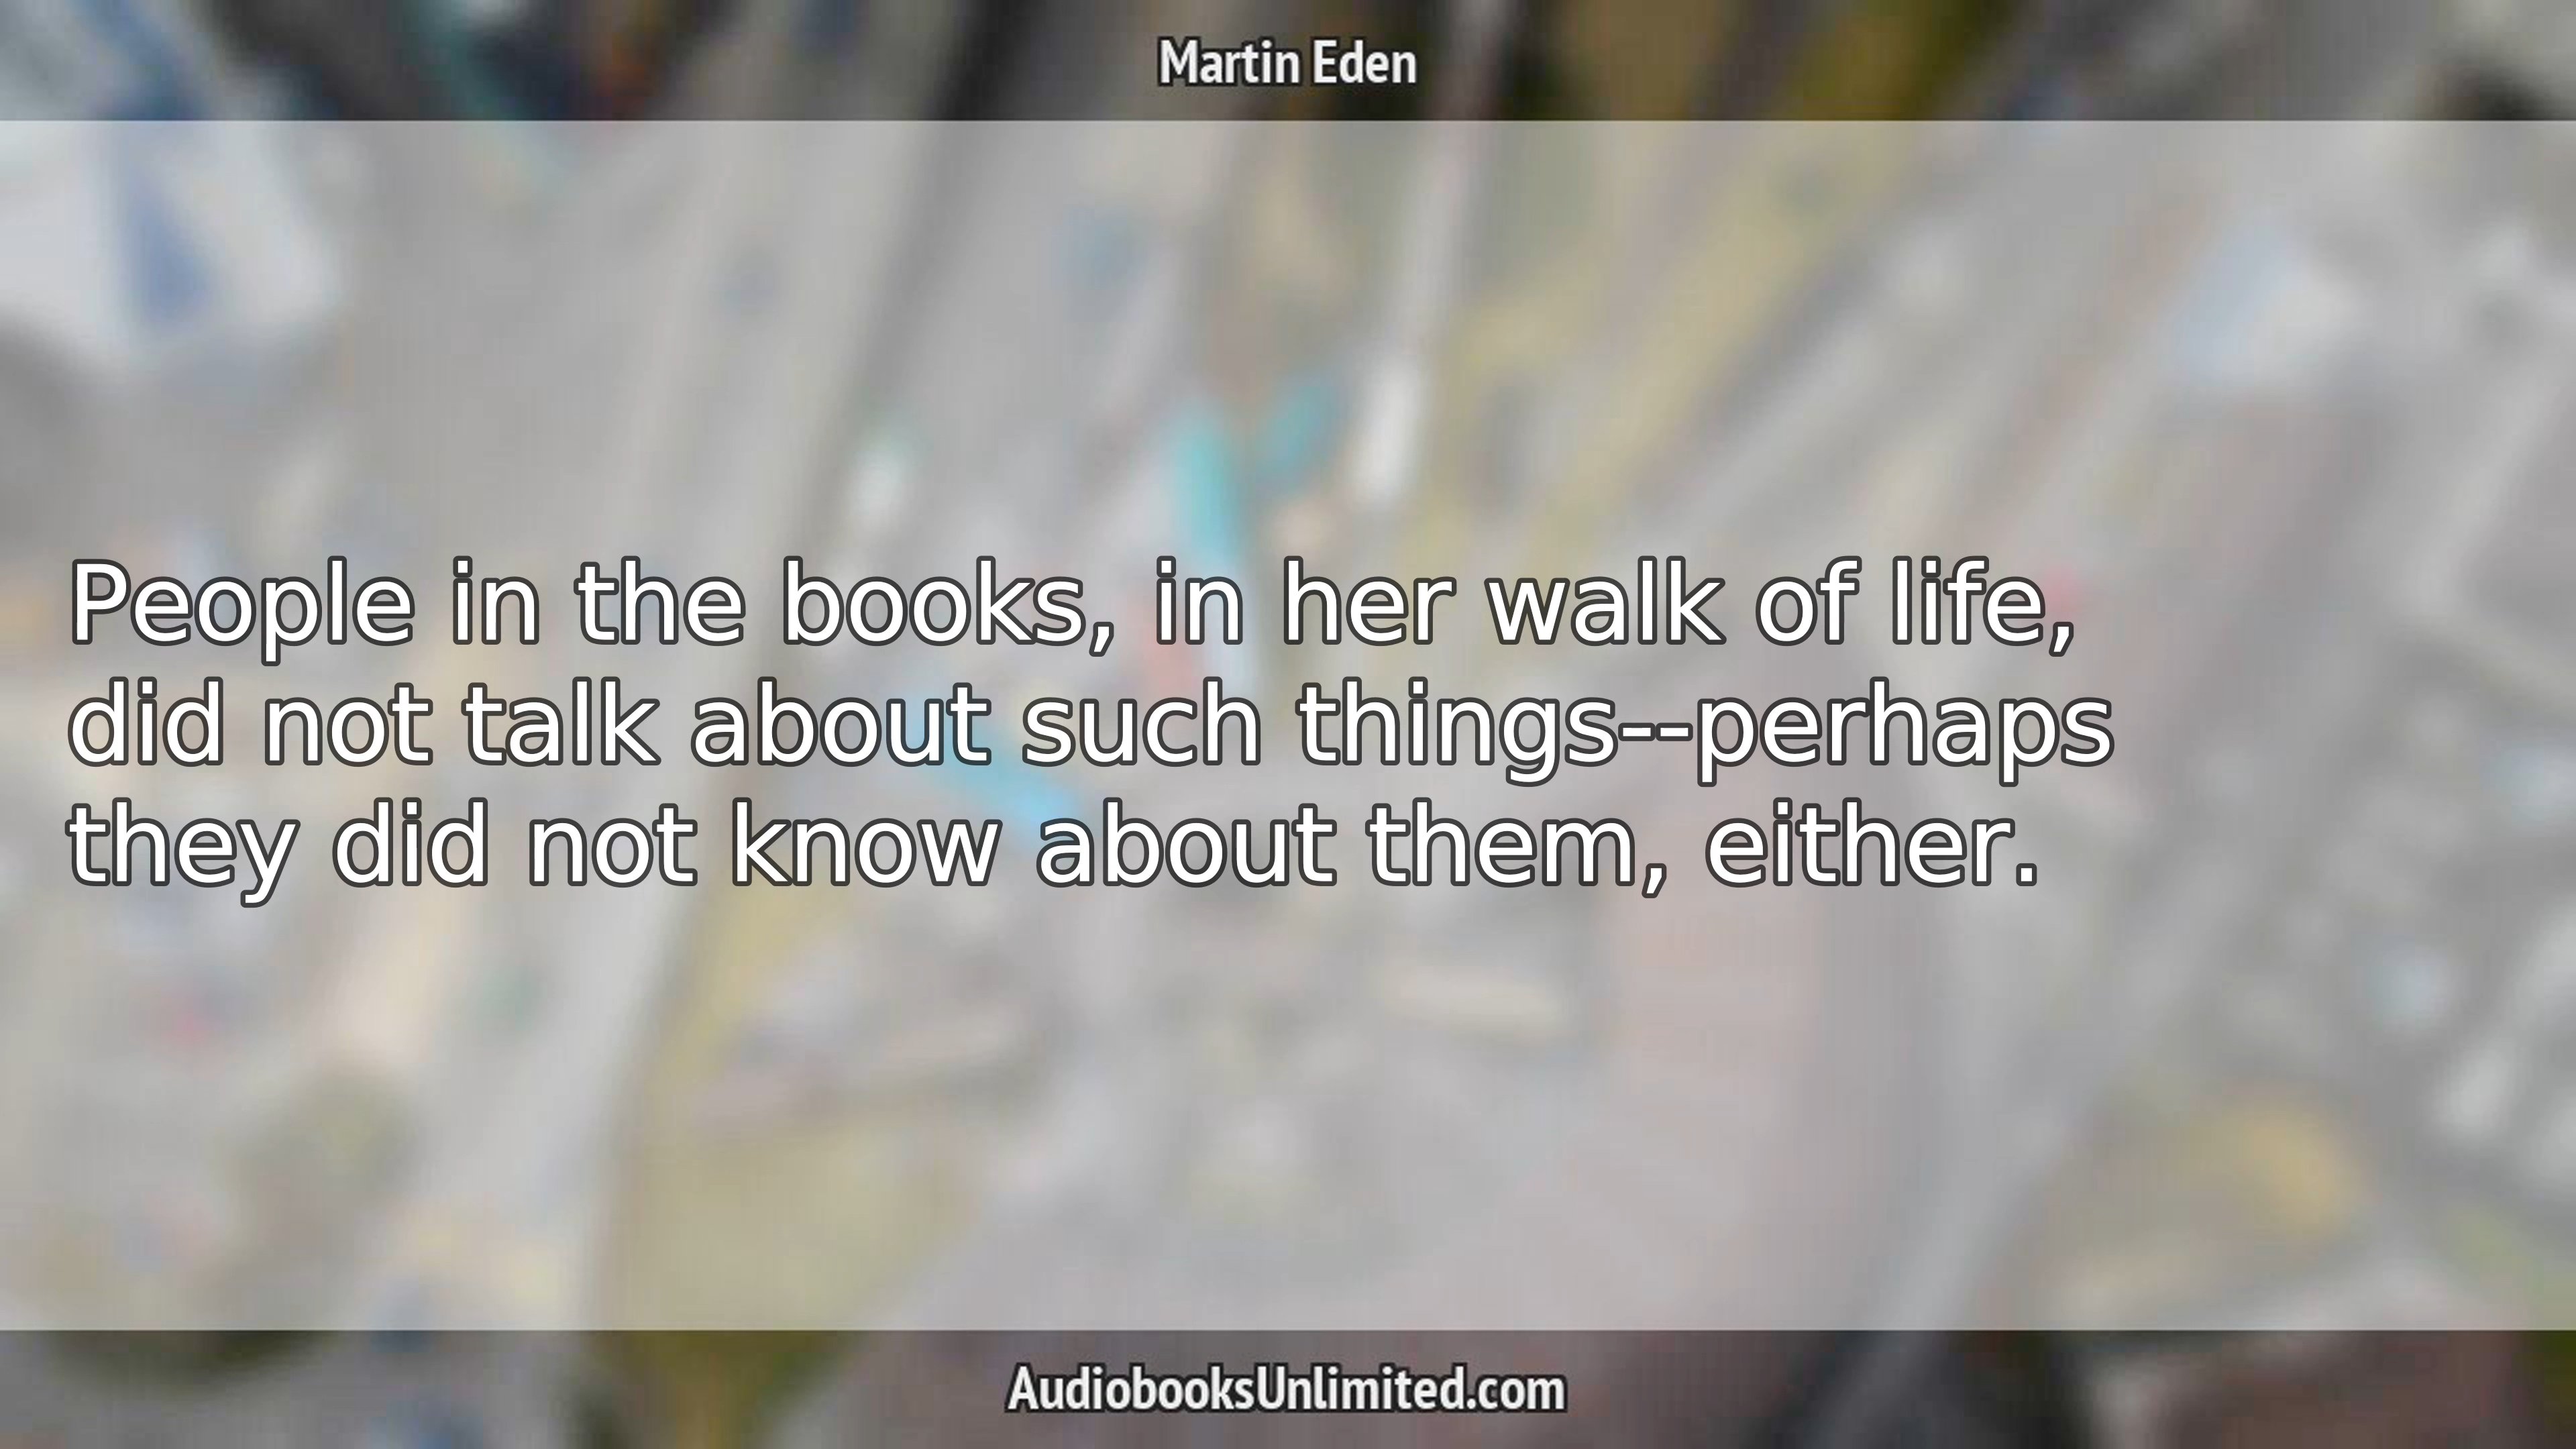 Martin Eden
People in the books, in her walk of life,
did not talk about such things--perhaps
they did not know about them, either.
AudiobooksUnlimited.com